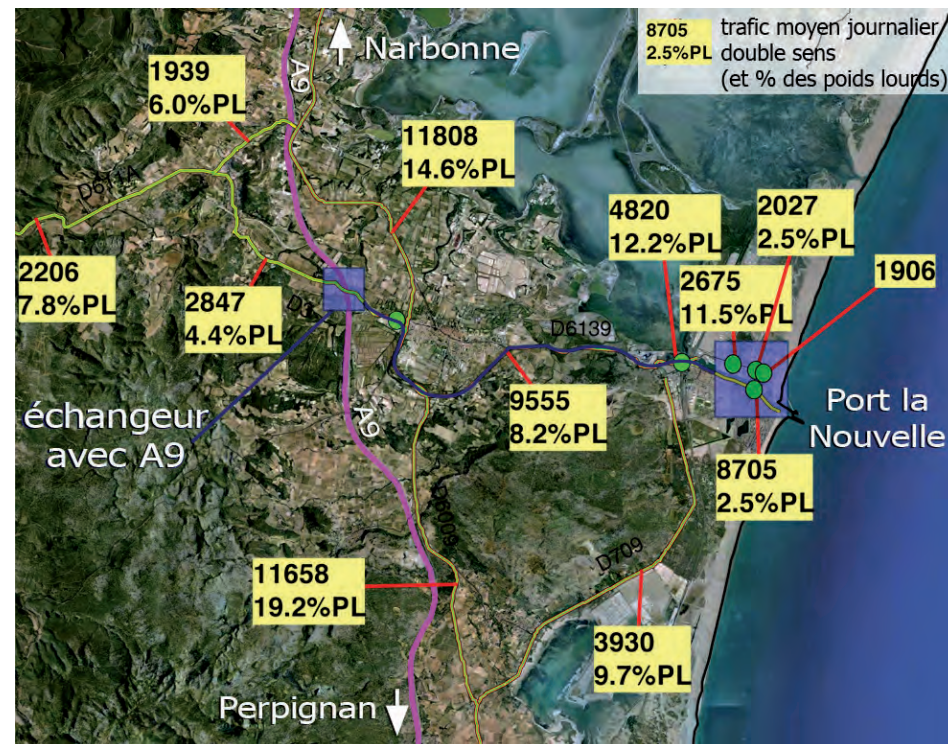 8705
2.5%PL
trafic moyen journalier
double sens
(et % des poids lourds)
Narbonne
A9
1939
6.0%PL
11808
14.6%PL
2206
7.8%PL
2847
4.4%PL
4820
12.2%PL
2027
2.5%PL
2675
11.5%PL
1906
D6139
9555
8.2%PL
échangeur
avec A9
A9
Port la
Nouvelle
8705
2.5%PL
D6009
D709
11658
19.2%PL
3930
9.7%PL
Perpignan